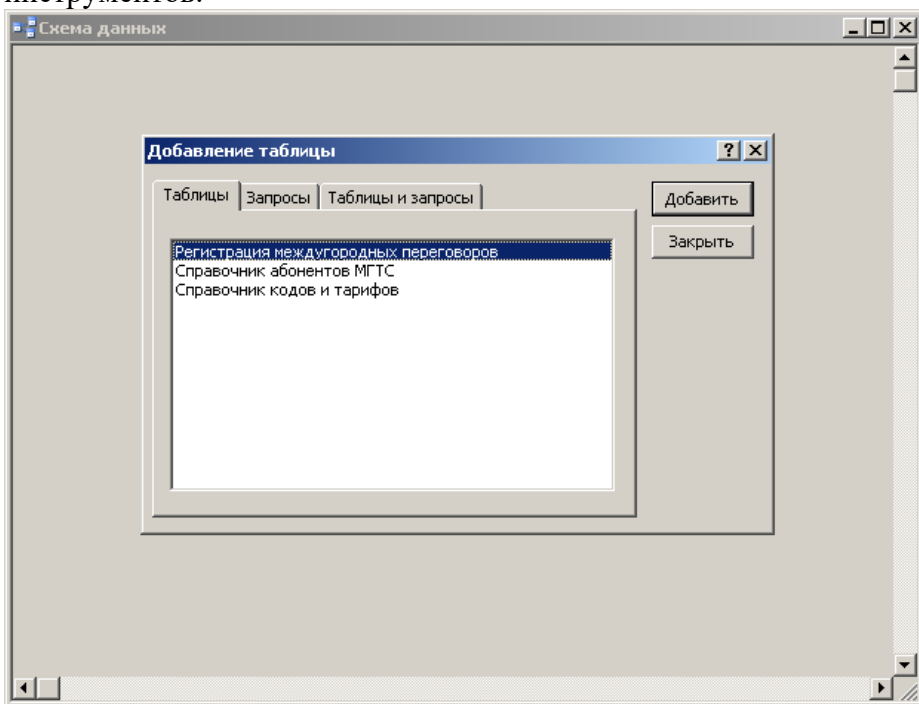 инструментов.
Схема данных
Добавление таблицы
Таблицы Запросы Таблицы и запросы
Добавить
Закрыть
Регистрация междугородных переговоров
Справочник абонентов МГТС
Справочник кодов и тарифов